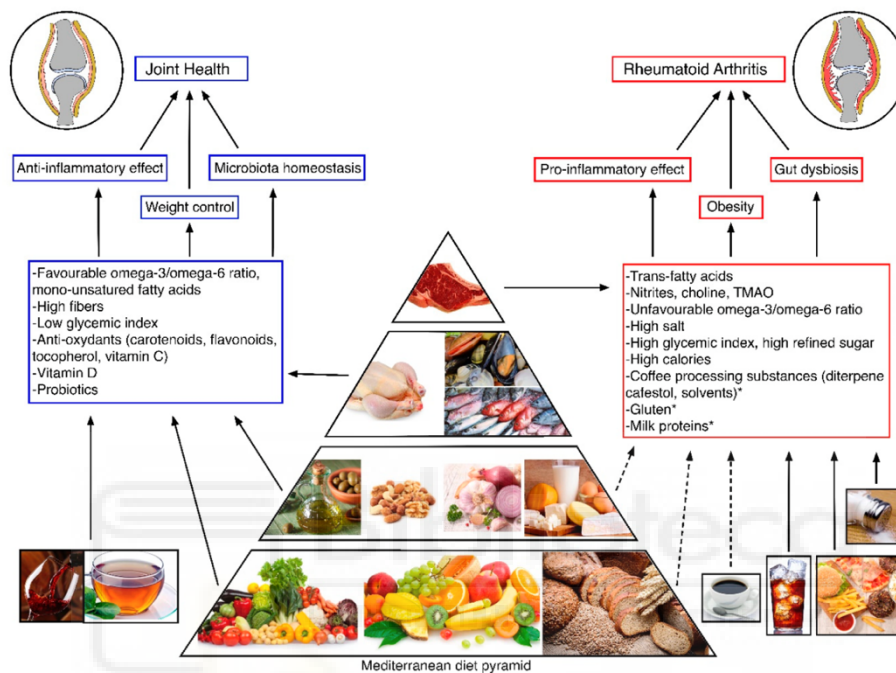 Joint Health
Rheumatoid Arthritis
Anti-inflammatory effect
Microbiota homeostasis
Pro-inflammatory effect
Gut dysbiosis
Weight control
Obesity
-Favourable omega-3/omega-6 ratio,
mono-unsatured fatty acids
-High fibers
-Low glycemic index
-Anti-oxydants (carotenoids, flavonoids,
tocopherol, vitamin C)
-Vitamin D
-Probiotics
-Trans-fatty acids
-Nitrites, choline, TMAO
-Unfavourable omega-3/omega-6 ratio
-High salt
-High glycemic index, high refined sugar
-High calories
-Coffee processing substances (diterpene
cafestol, solvents)*
-Gluten*
-Milk proteins*
Mediterranean diet pyramid